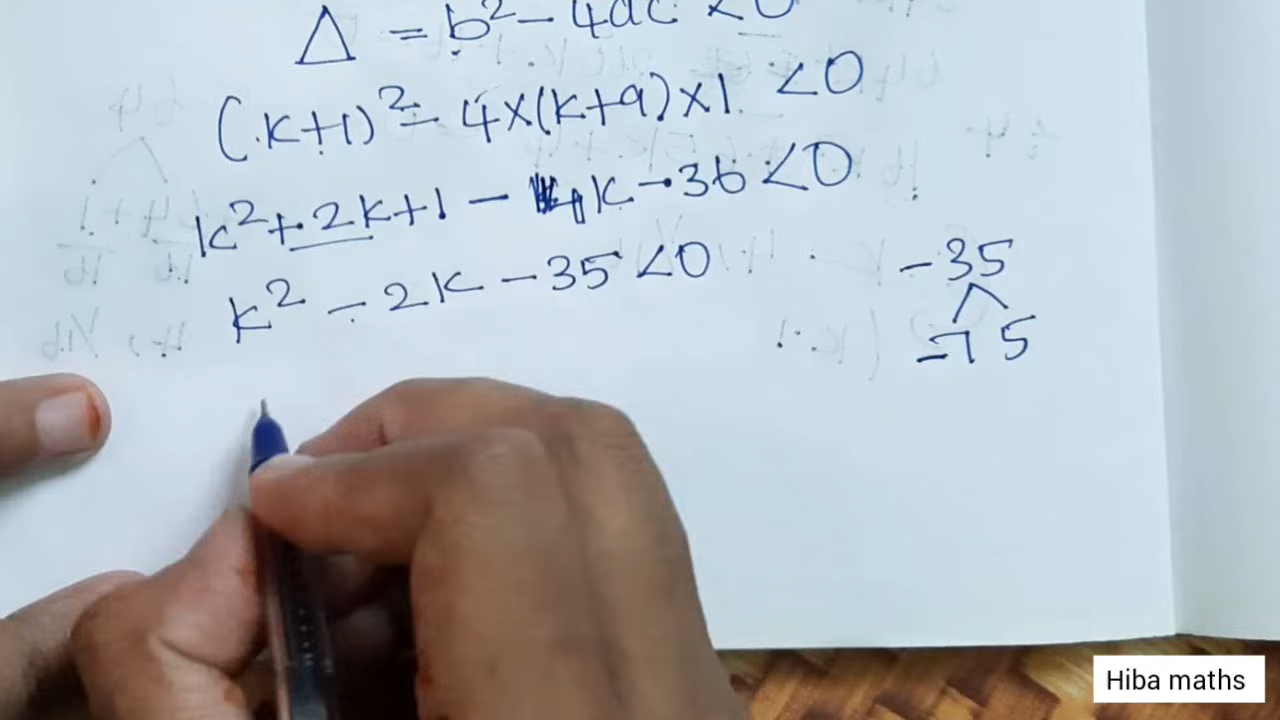 Δ = b² - 4ac < 0
(k+1)² - 4×(k+9)×1 < 0
k² + 2k + 1 - 4k - 36 < 0
k² - 2k - 35 < 0
-35
-7 5
Hiba maths